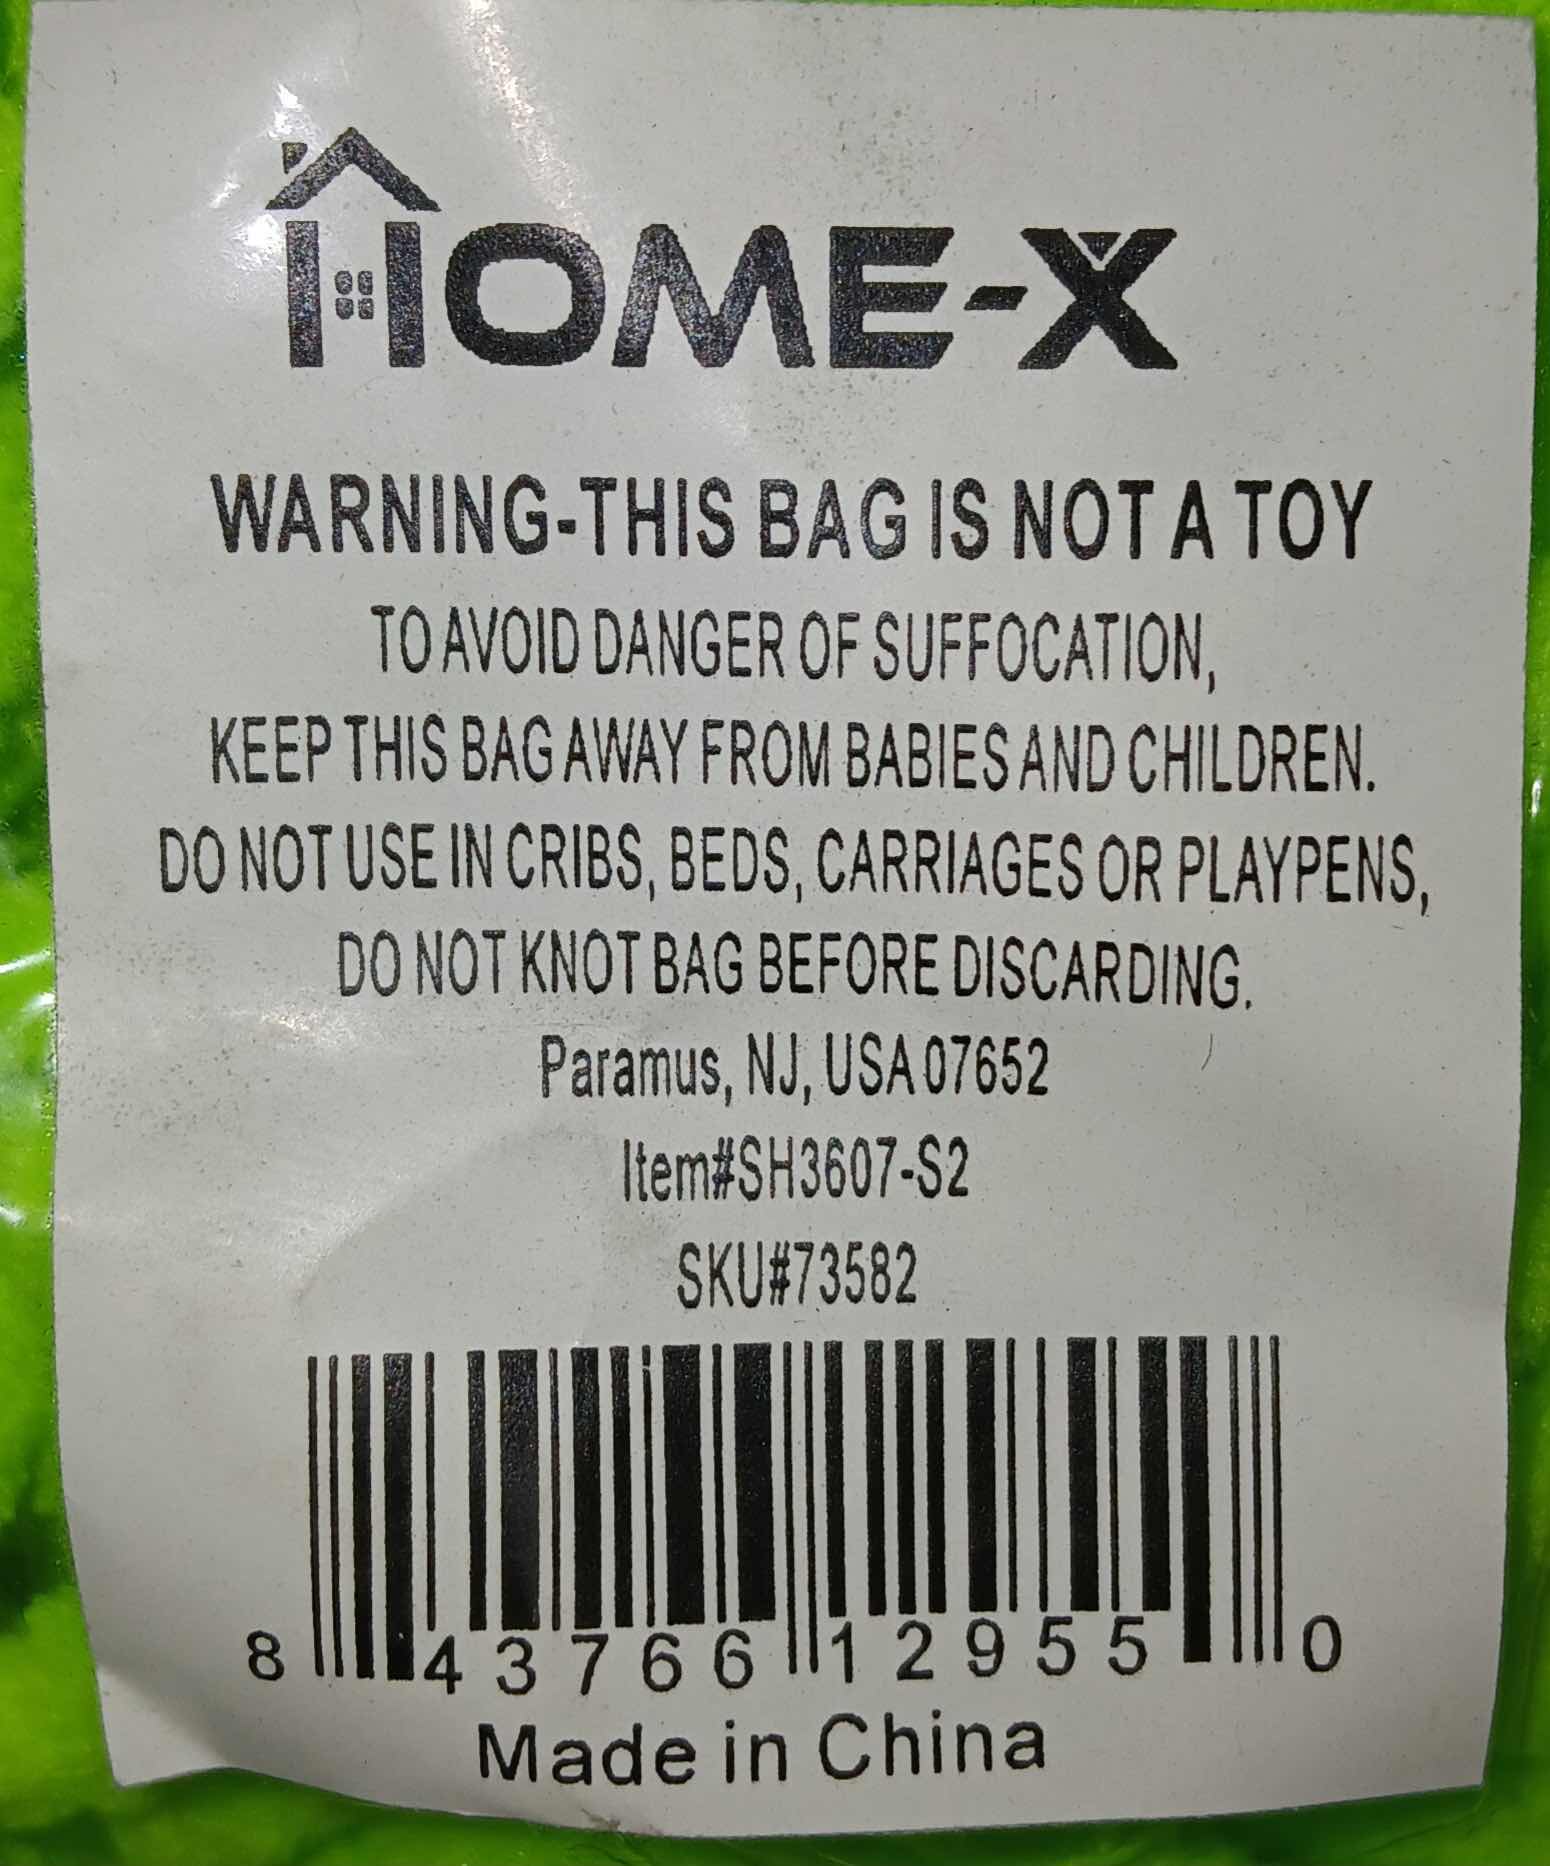 HOME-X
WARNING-THIS BAG IS NOT A TOY
TO AVOID DANGER OF SUFFOCATION,
KEEP THIS BAG AWAY FROM BABIES AND CHILDREN.
DO NOT USE IN CRIBS, BEDS, CARRIAGES OR PLAYPENS,
DO NOT KNOT BAG BEFORE DISCARDING.
Paramus, NJ, USA 07652
Item#SH3607-S2
SKU#73582
8 43766 12955 0
Made in China